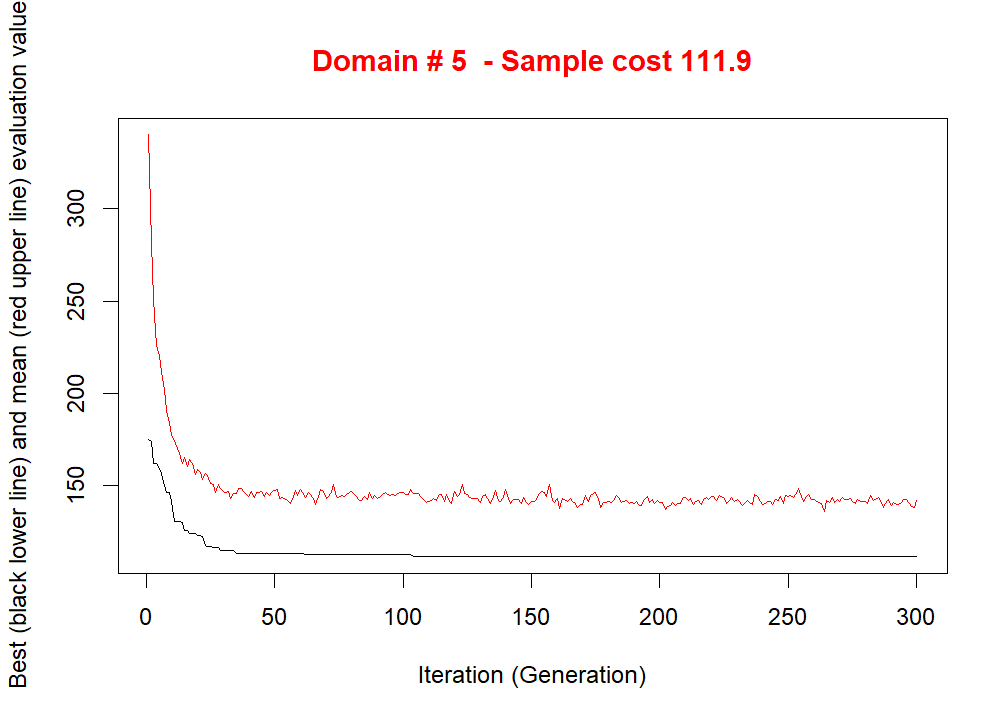 Domain # 5  - Sample cost 111.9
Best (black lower line) and mean (red upper line) evaluation value
300
250
200
150
0 50 100 150 200 250 300
Iteration (Generation)